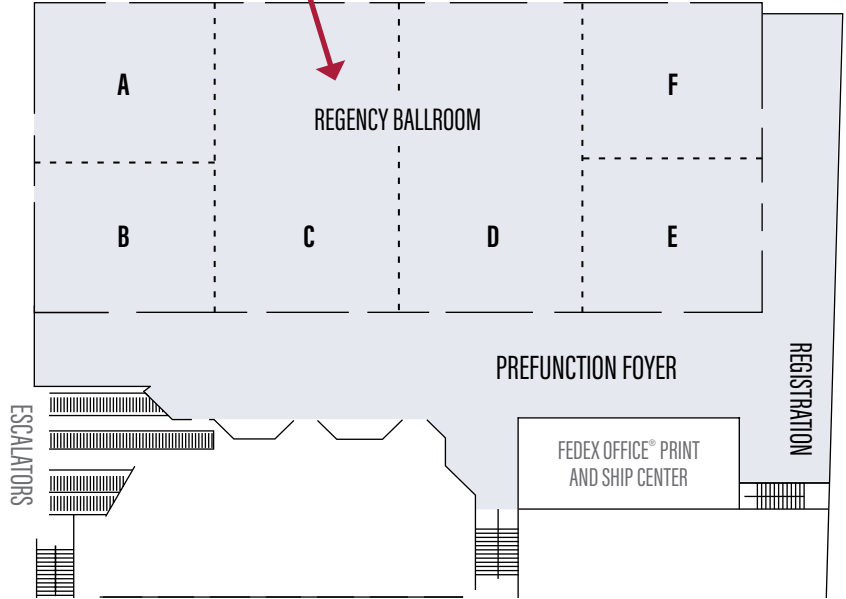 A
F
REGENCY BALLROOM
B
C
D
E
PREFUNCTION FOYER
REGISTRATION
ESCALATORS
FEDEX OFFICE® PRINT
AND SHIP CENTER